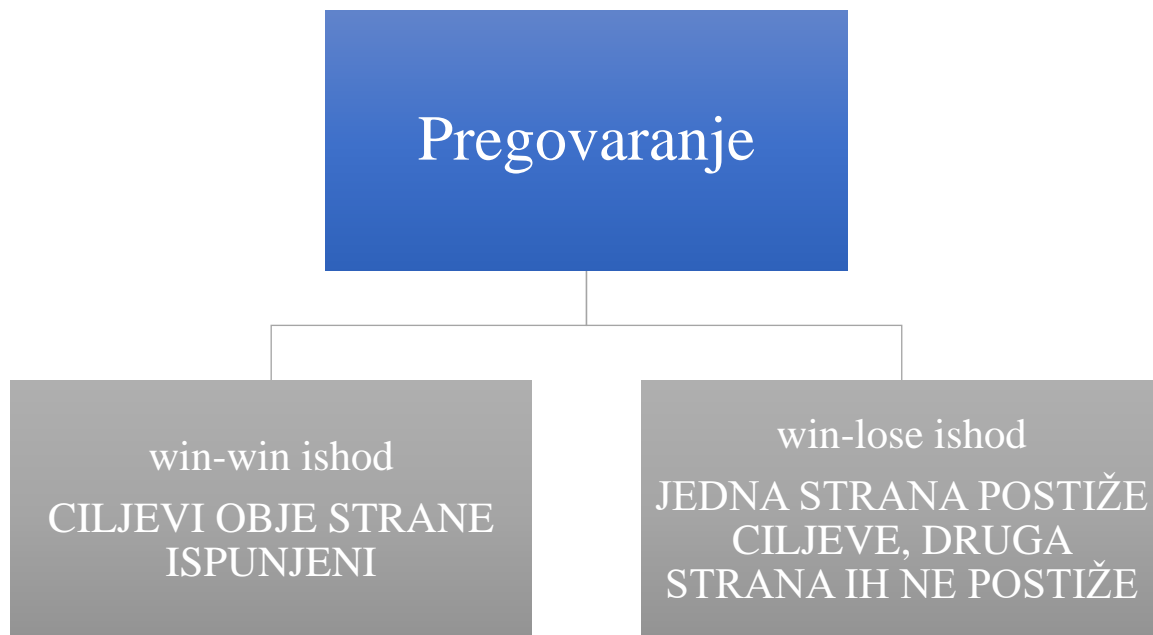 Pregovaranje
win-win ishod
CILJEVI OBJE STRANE
ISPUNJENI
win-lose ishod
JEDNA STRANA POSTIŽE
CILJEVE, DRUGA
STRANA IH NE POSTIŽE